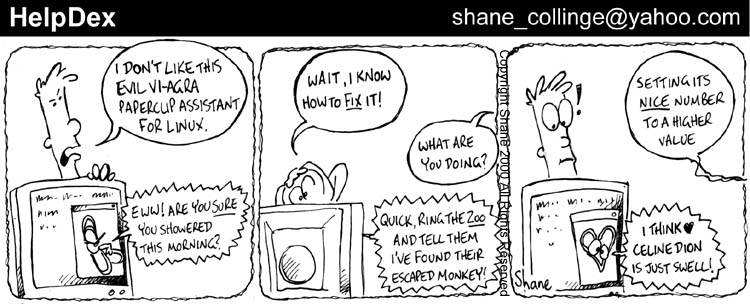 HelpDex
shane_collinge@yahoo.com
I DON'T LIKE THIS
EVIL VI-AGRA
PAPERCLIP ASSISTANT
FOR LINUX.
EWW! ARE YOU SURE
YOU SHOWERED
THIS MORNING?
WAIT, I KNOW
HOW TO FIX IT!
WHAT ARE
YOU DOING?
QUICK, RING THE ZOO
AND TELL THEM
I'VE FOUND THEIR
ESCAPED MONKEY!
Copyright Shane 2000 All Rights Reserved
SETTING ITS
NICE NUMBER
TO A HIGHER
VALUE
!
I THINK ♥
CELINE DION
IS JUST SWELL!
Shane